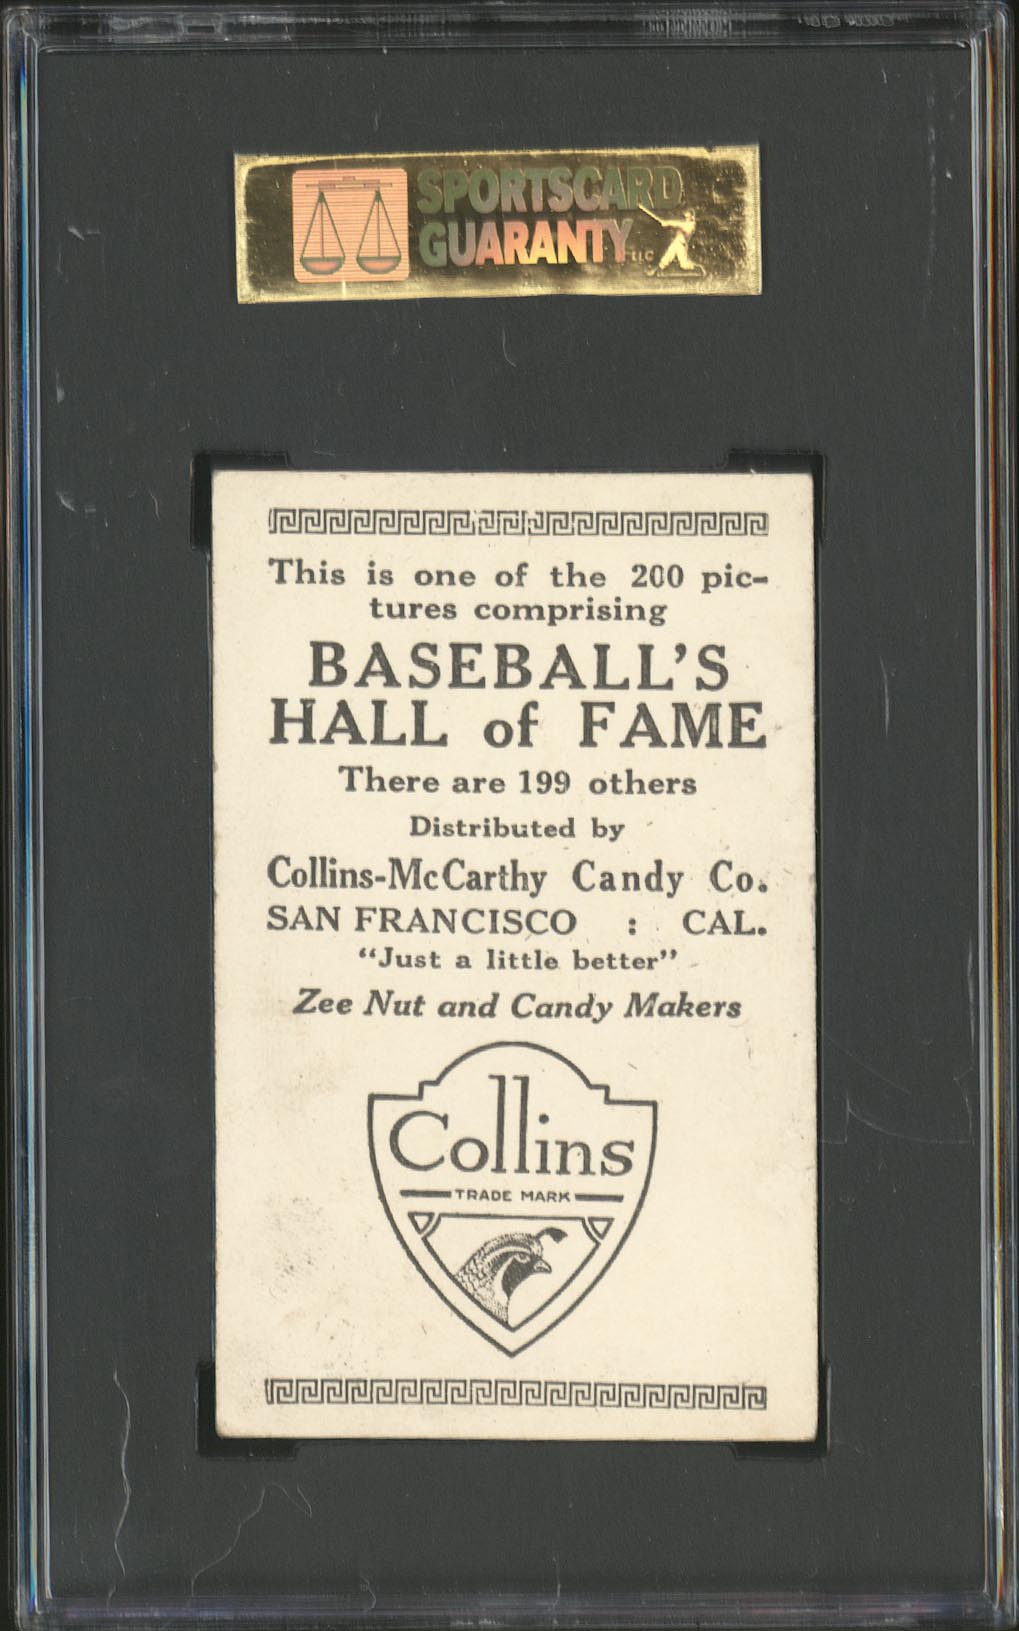 SPORTSCARD
GUARANTY LLC
This is one of the 200 pic-
tures comprising
BASEBALL'S
HALL of FAME
There are 199 others
Distributed by
Collins-McCarthy Candy Co.
SAN FRANCISCO : CAL.
“Just a little better”
Zee Nut and Candy Makers
Collins
TRADE MARK